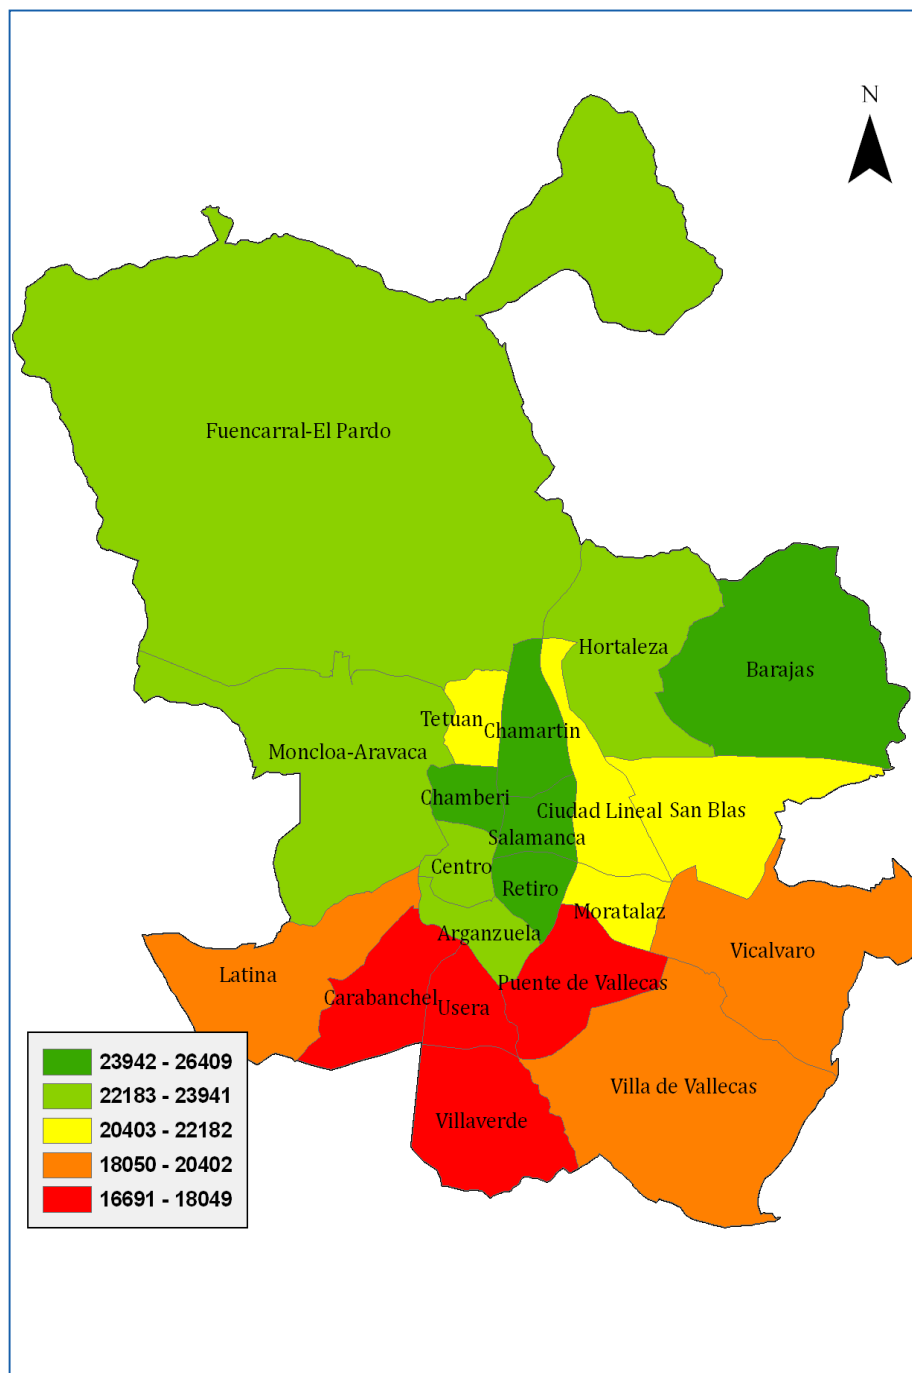 N
Fuencarral-El Pardo
Hortaleza
Barajas
Tetuan
Chamartin
Moncloa-Aravaca
Chamberi
Ciudad Lineal
San Blas
Salamanca
Centro
Retiro
Moratalaz
Arganzuela
Vicalvaro
Latina
Puente de Vallecas
Carabanchel
Usera
Villa de Vallecas
Villaverde
23942 - 26409
22183 - 23941
20403 - 22182
18050 - 20402
16691 - 18049